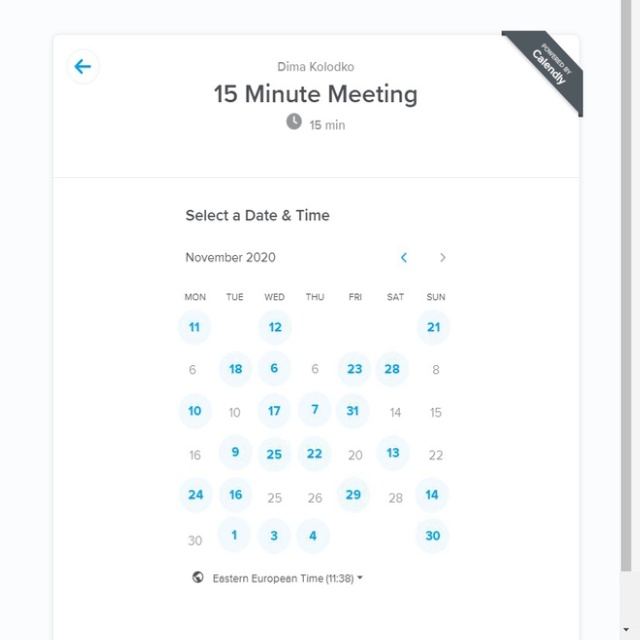 POWERED BY
Calendly
Dima Kolodko
15 Minute Meeting
15 min
Select a Date & Time
November 2020
MON TUE WED THU FRI SAT SUN
11 12 21
6 18 6 6 23 28 8
10 10 17 7 31 14 15
16 9 25 22 20 13 22
24 16 25 26 29 28 14
30 1 3 4 30
Eastern European Time (11:38)